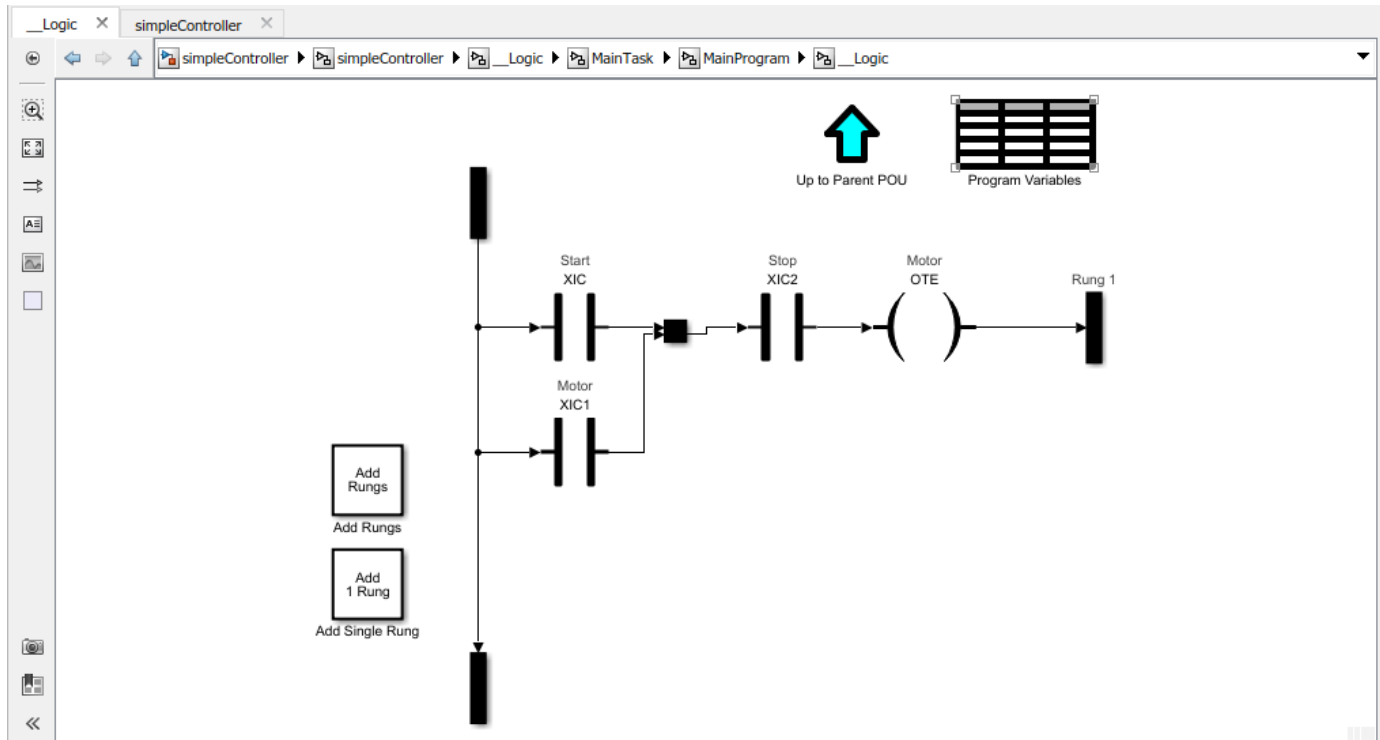 __Logic
simpleController
simpleController simpleController __Logic MainTask MainProgram __Logic
Up to Parent POU
Program Variables
Start
XIC
Stop
XIC2
Motor
OTE
Rung 1
Motor
XIC1
Add
Rungs
Add Rungs
Add
1 Rung
Add Single Rung